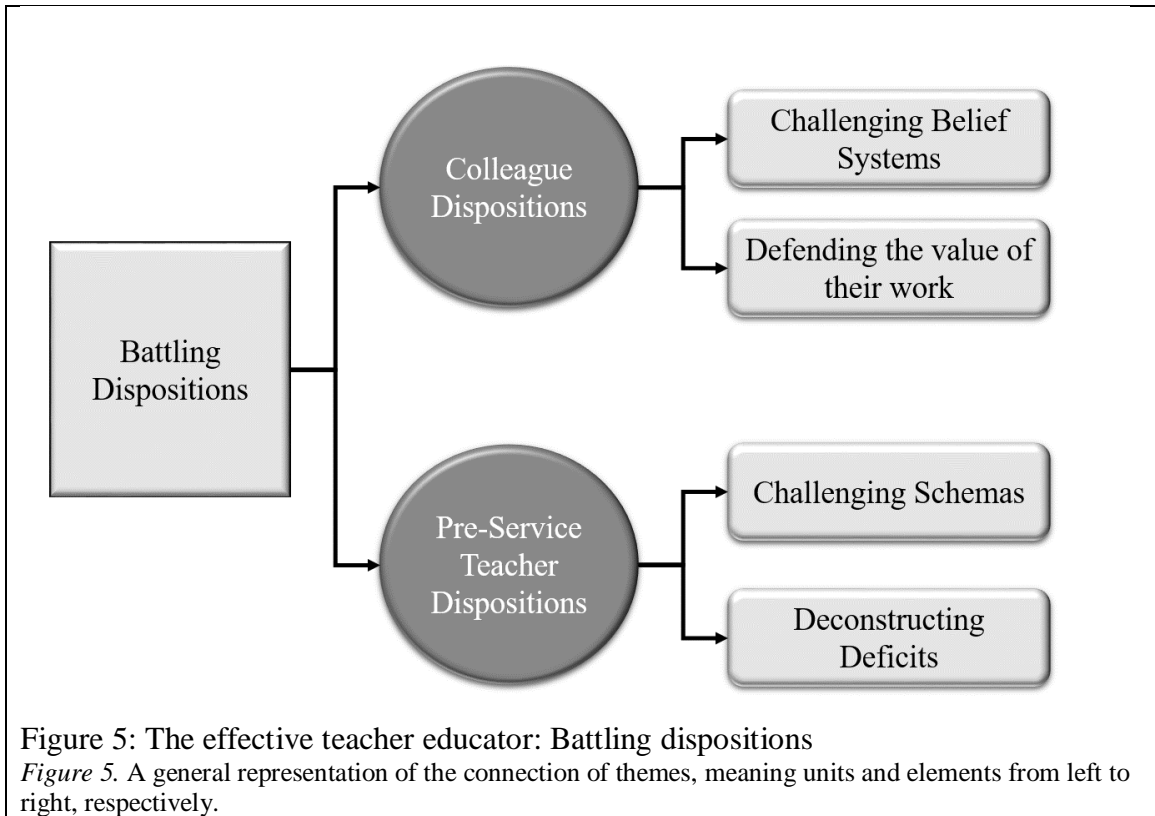 Battling
Dispositions
Colleague
Dispositions
Challenging Belief
Systems
Defending the value of
their work
Pre-Service
Teacher
Dispositions
Challenging Schemas
Deconstructing
Deficits
Figure 5: The effective teacher educator: Battling dispositions
Figure 5. A general representation of the connection of themes, meaning units and elements from left to
right, respectively.